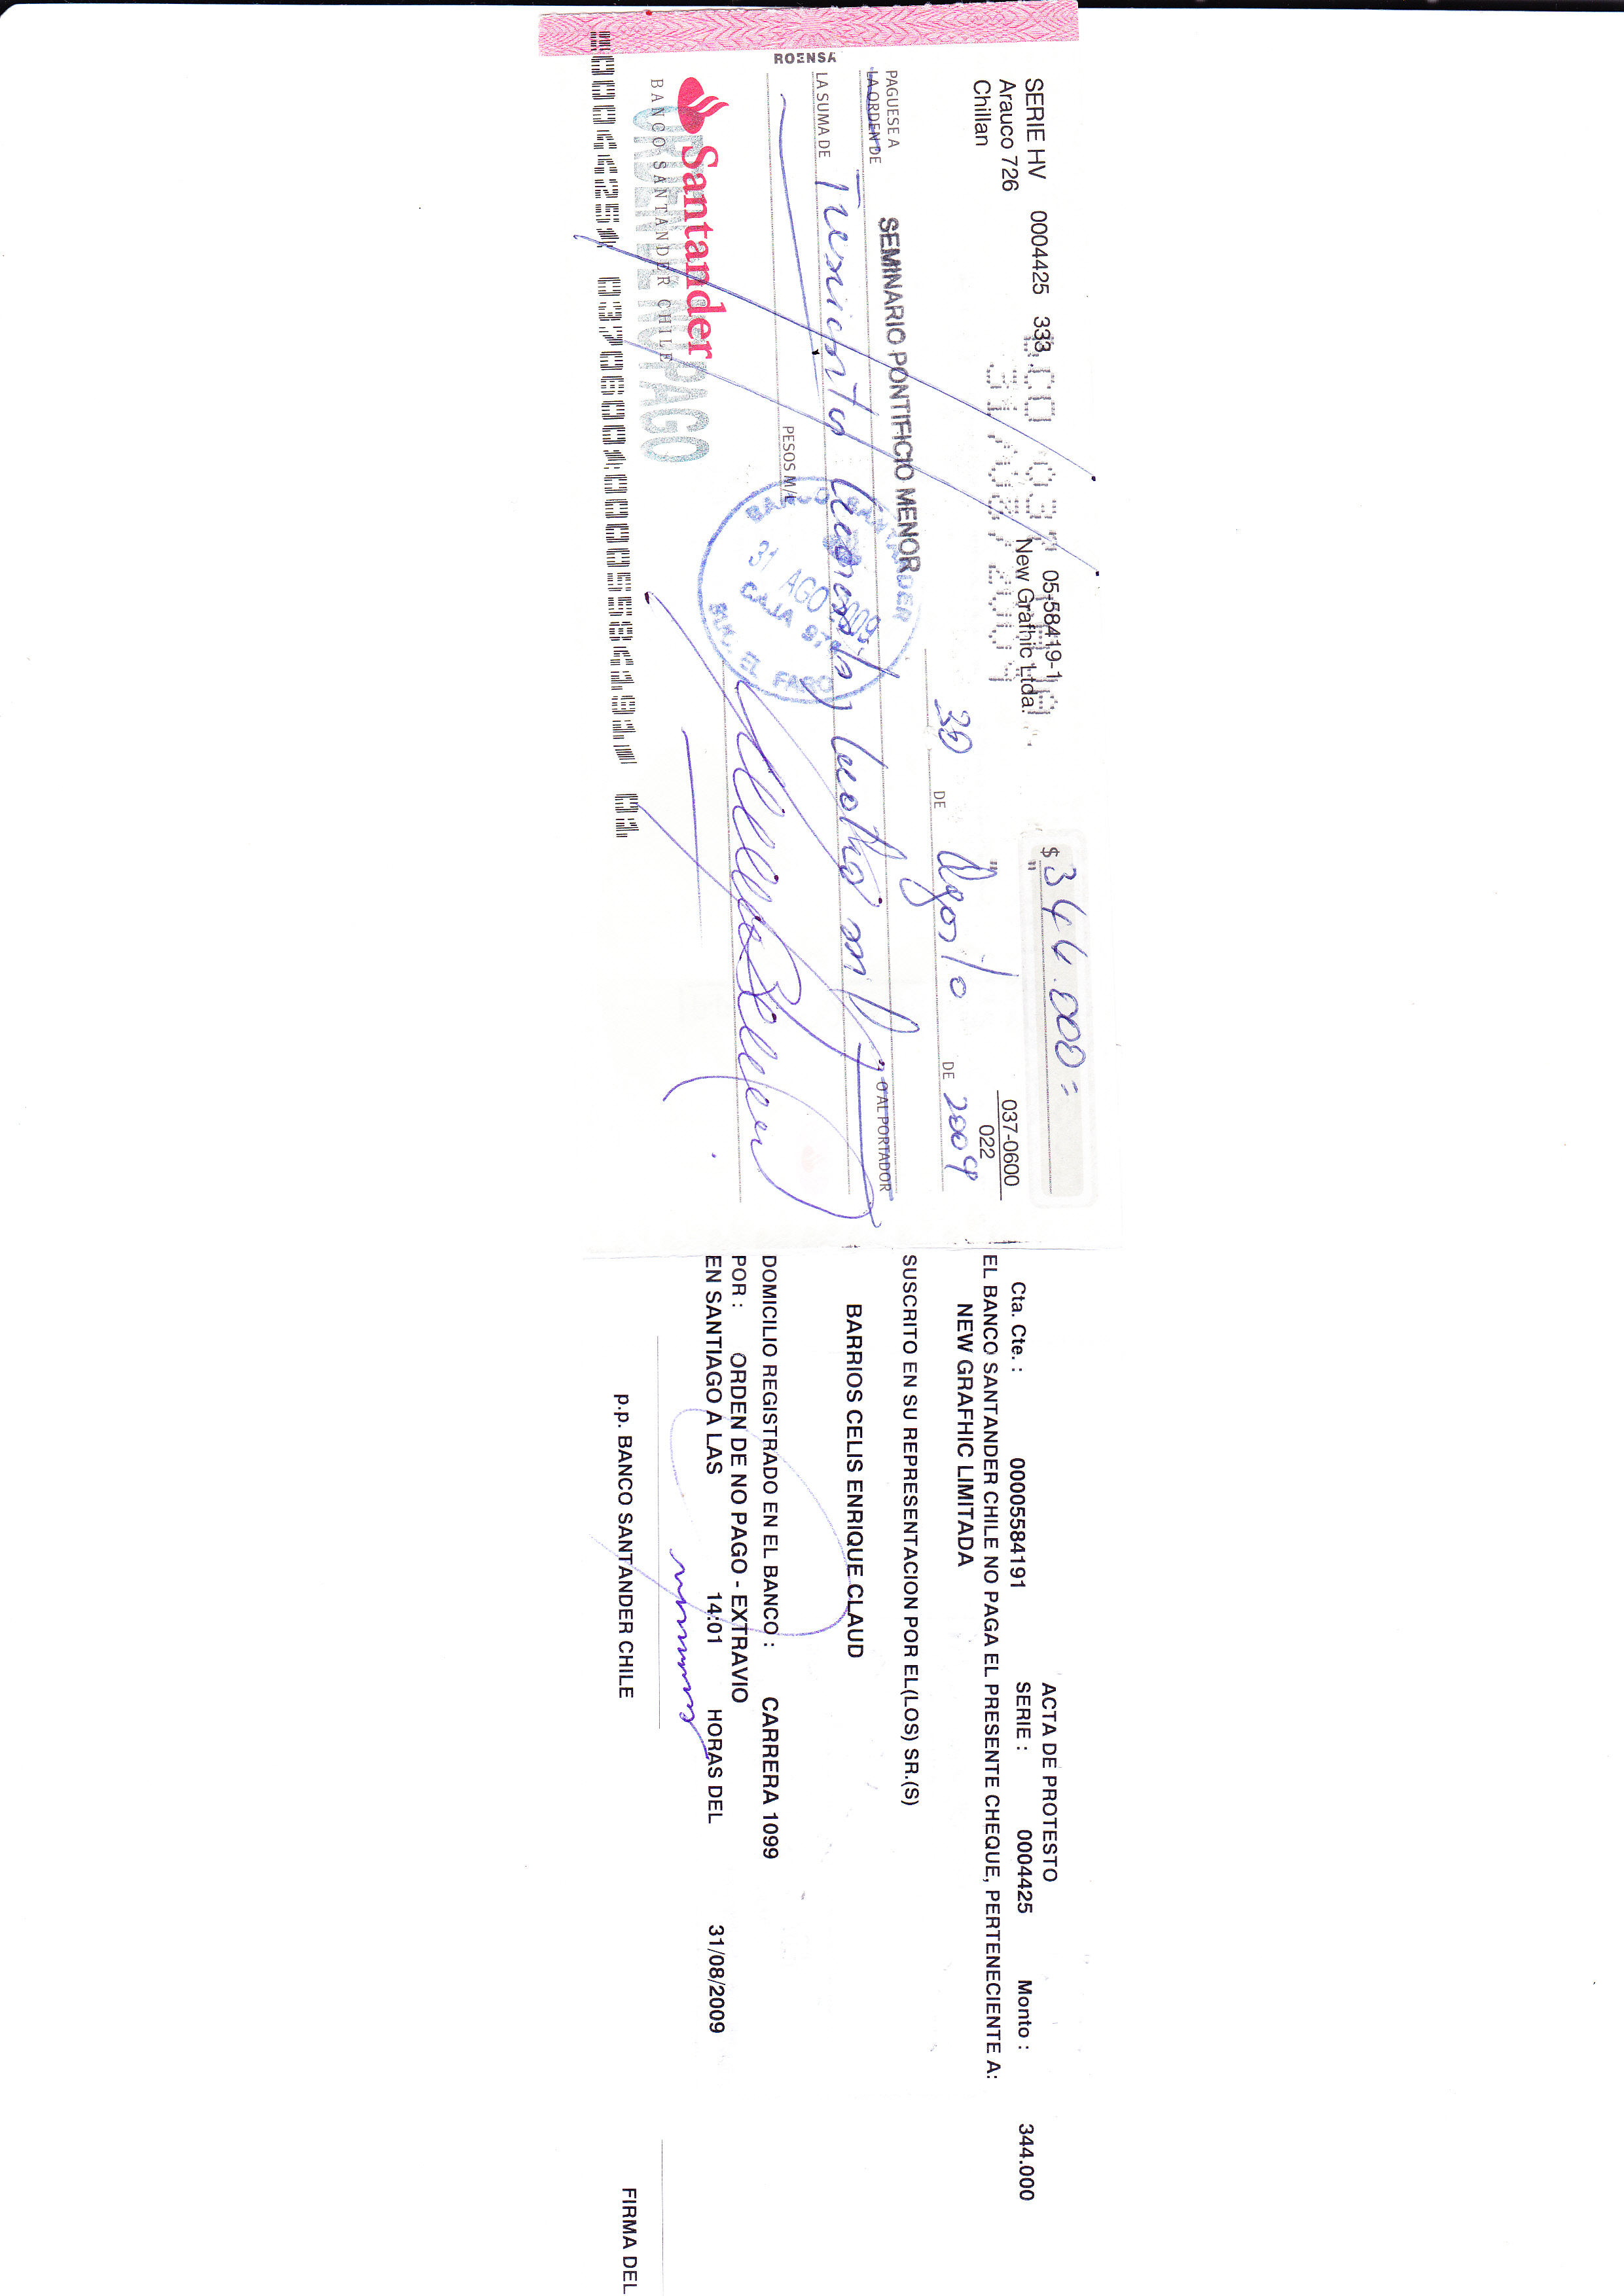 SERIE HV 0004425 333
05-58419-1
Arauco 726
New Grafhic Ltda.
Chillan
$ 344.000=
037-0600
022
30 DE Agosto DE 2009
PAGUESE A
LA ORDEN DE
SEMINARIO PONTIFICIO MENOR
O AL PORTADOR
LA SUMA DE Trescientos Cuarenta y Cuatro mil
PESOS M/L
ROENSA
Santander
BANCO SANTANDER CHILE
ORDEN NO PAGO
BANCO SANTANDER
31 AGO 2009
CAJA
EL FARO
ACTA DE PROTESTO
Cta. Cte. : 00005584191 SERIE : 0004425 Monto : 344.000
EL BANCO SANTANDER CHILE NO PAGA EL PRESENTE CHEQUE, PERTENECIENTE A:
NEW GRAFHIC LIMITADA
SUSCRITO EN SU REPRESENTACION POR EL(LOS) SR.(S)
BARRIOS CELIS ENRIQUE CLAUD
DOMICILIO REGISTRADO EN EL BANCO : CARRERA 1099
POR : ORDEN DE NO PAGO - EXTRAVIO
EN SANTIAGO A LAS 14:01 HORAS DEL 31/08/2009
p.p. BANCO SANTANDER CHILE
FIRMA DEL